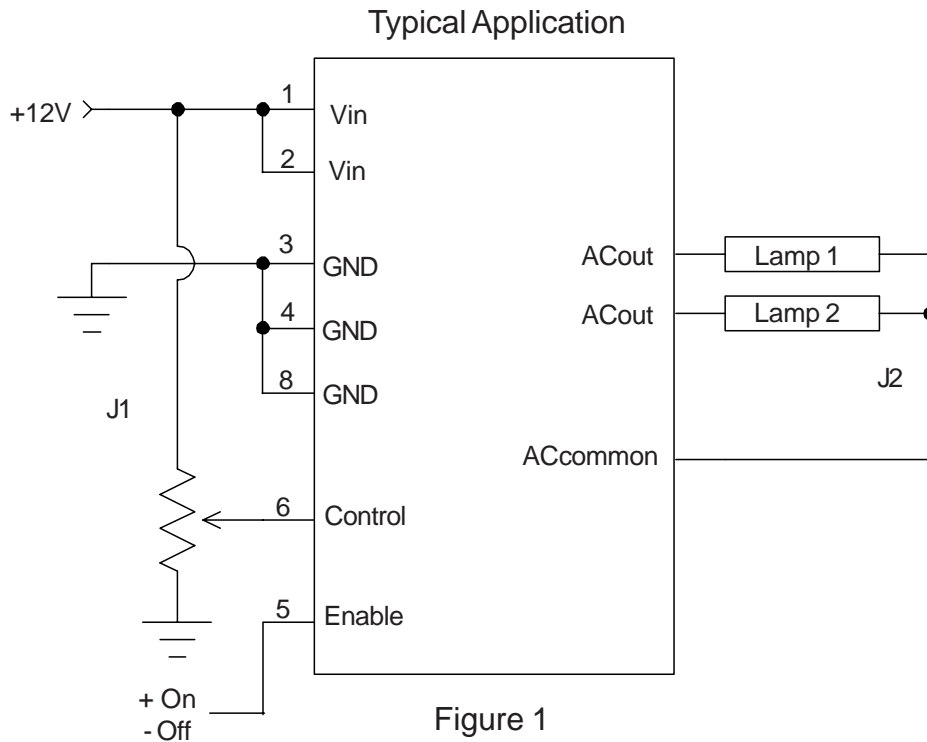 Typical Application
+12V
1
Vin
2
Vin
3
GND
4
GND
8
GND
J1
6
Control
5
Enable
+ On
- Off
ACout
Lamp 1
ACout
Lamp 2
J2
ACcommon
Figure 1